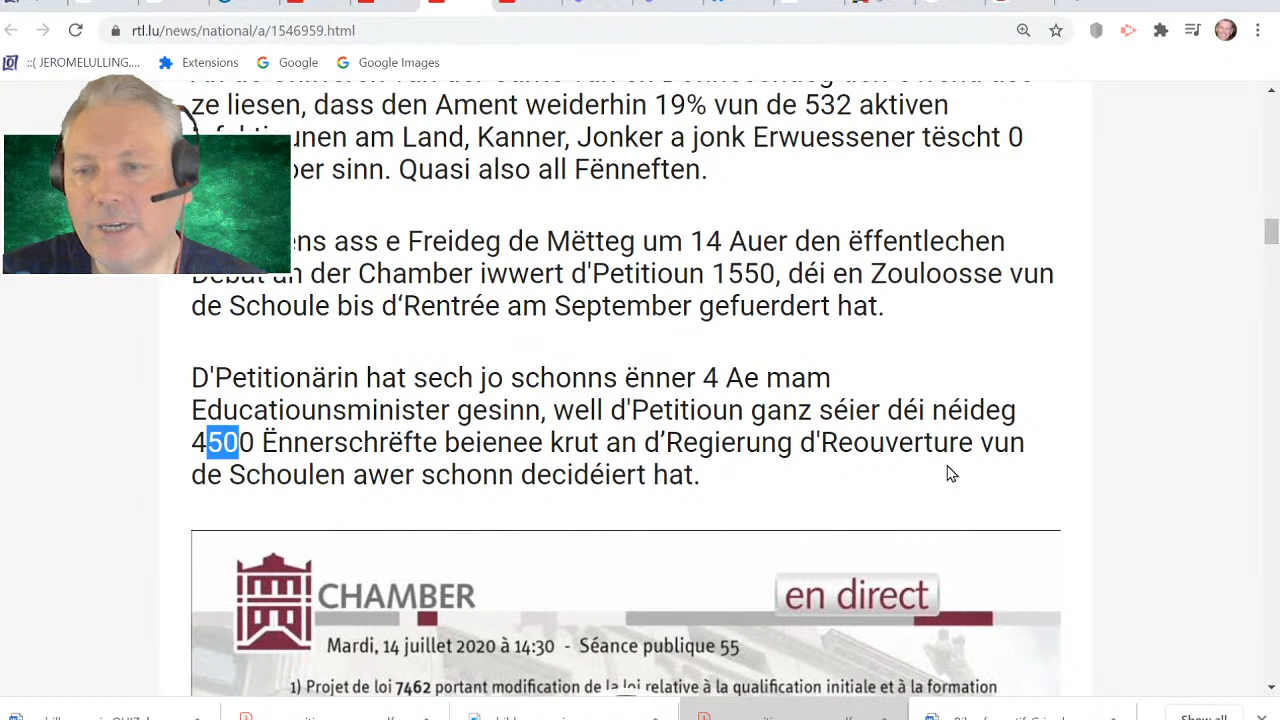 rtl.lu/news/national/a/1546959.html
::( JEROMELULLING.... Extensions Google Google Images
ze liesen, dass den Ament weiderhin 19% vun de 532 aktiven
am Land, Kanner, Jonker a jonk Erwuessener tëscht 0
sinn. Quasi also all Fënneften.
ass e Freideg de Mëtteg um 14 Auer den ëffentlechen
Debat an der Chamber iwwert d'Petitioun 1550, déi en Zouloosse vun
de Schoule bis d‘Rentrée am September gefuerdert hat.
D'Petitionärin hat sech jo schonns ënner 4 Ae mam
Educatiounsminister gesinn, well d'Petitioun ganz séier déi néideg
4500 Ënnerschrëfte beienee krut an d’Regierung d'Reouverture vun
de Schoulen awer schonn decidéiert hat.
CHAMBER
en direct
Mardi, 14 juillet 2020 à 14:30 - Séance publique 55
1) Projet de loi 7462 portant modification de la loi relative à la qualification initiale et à la formation
Show all